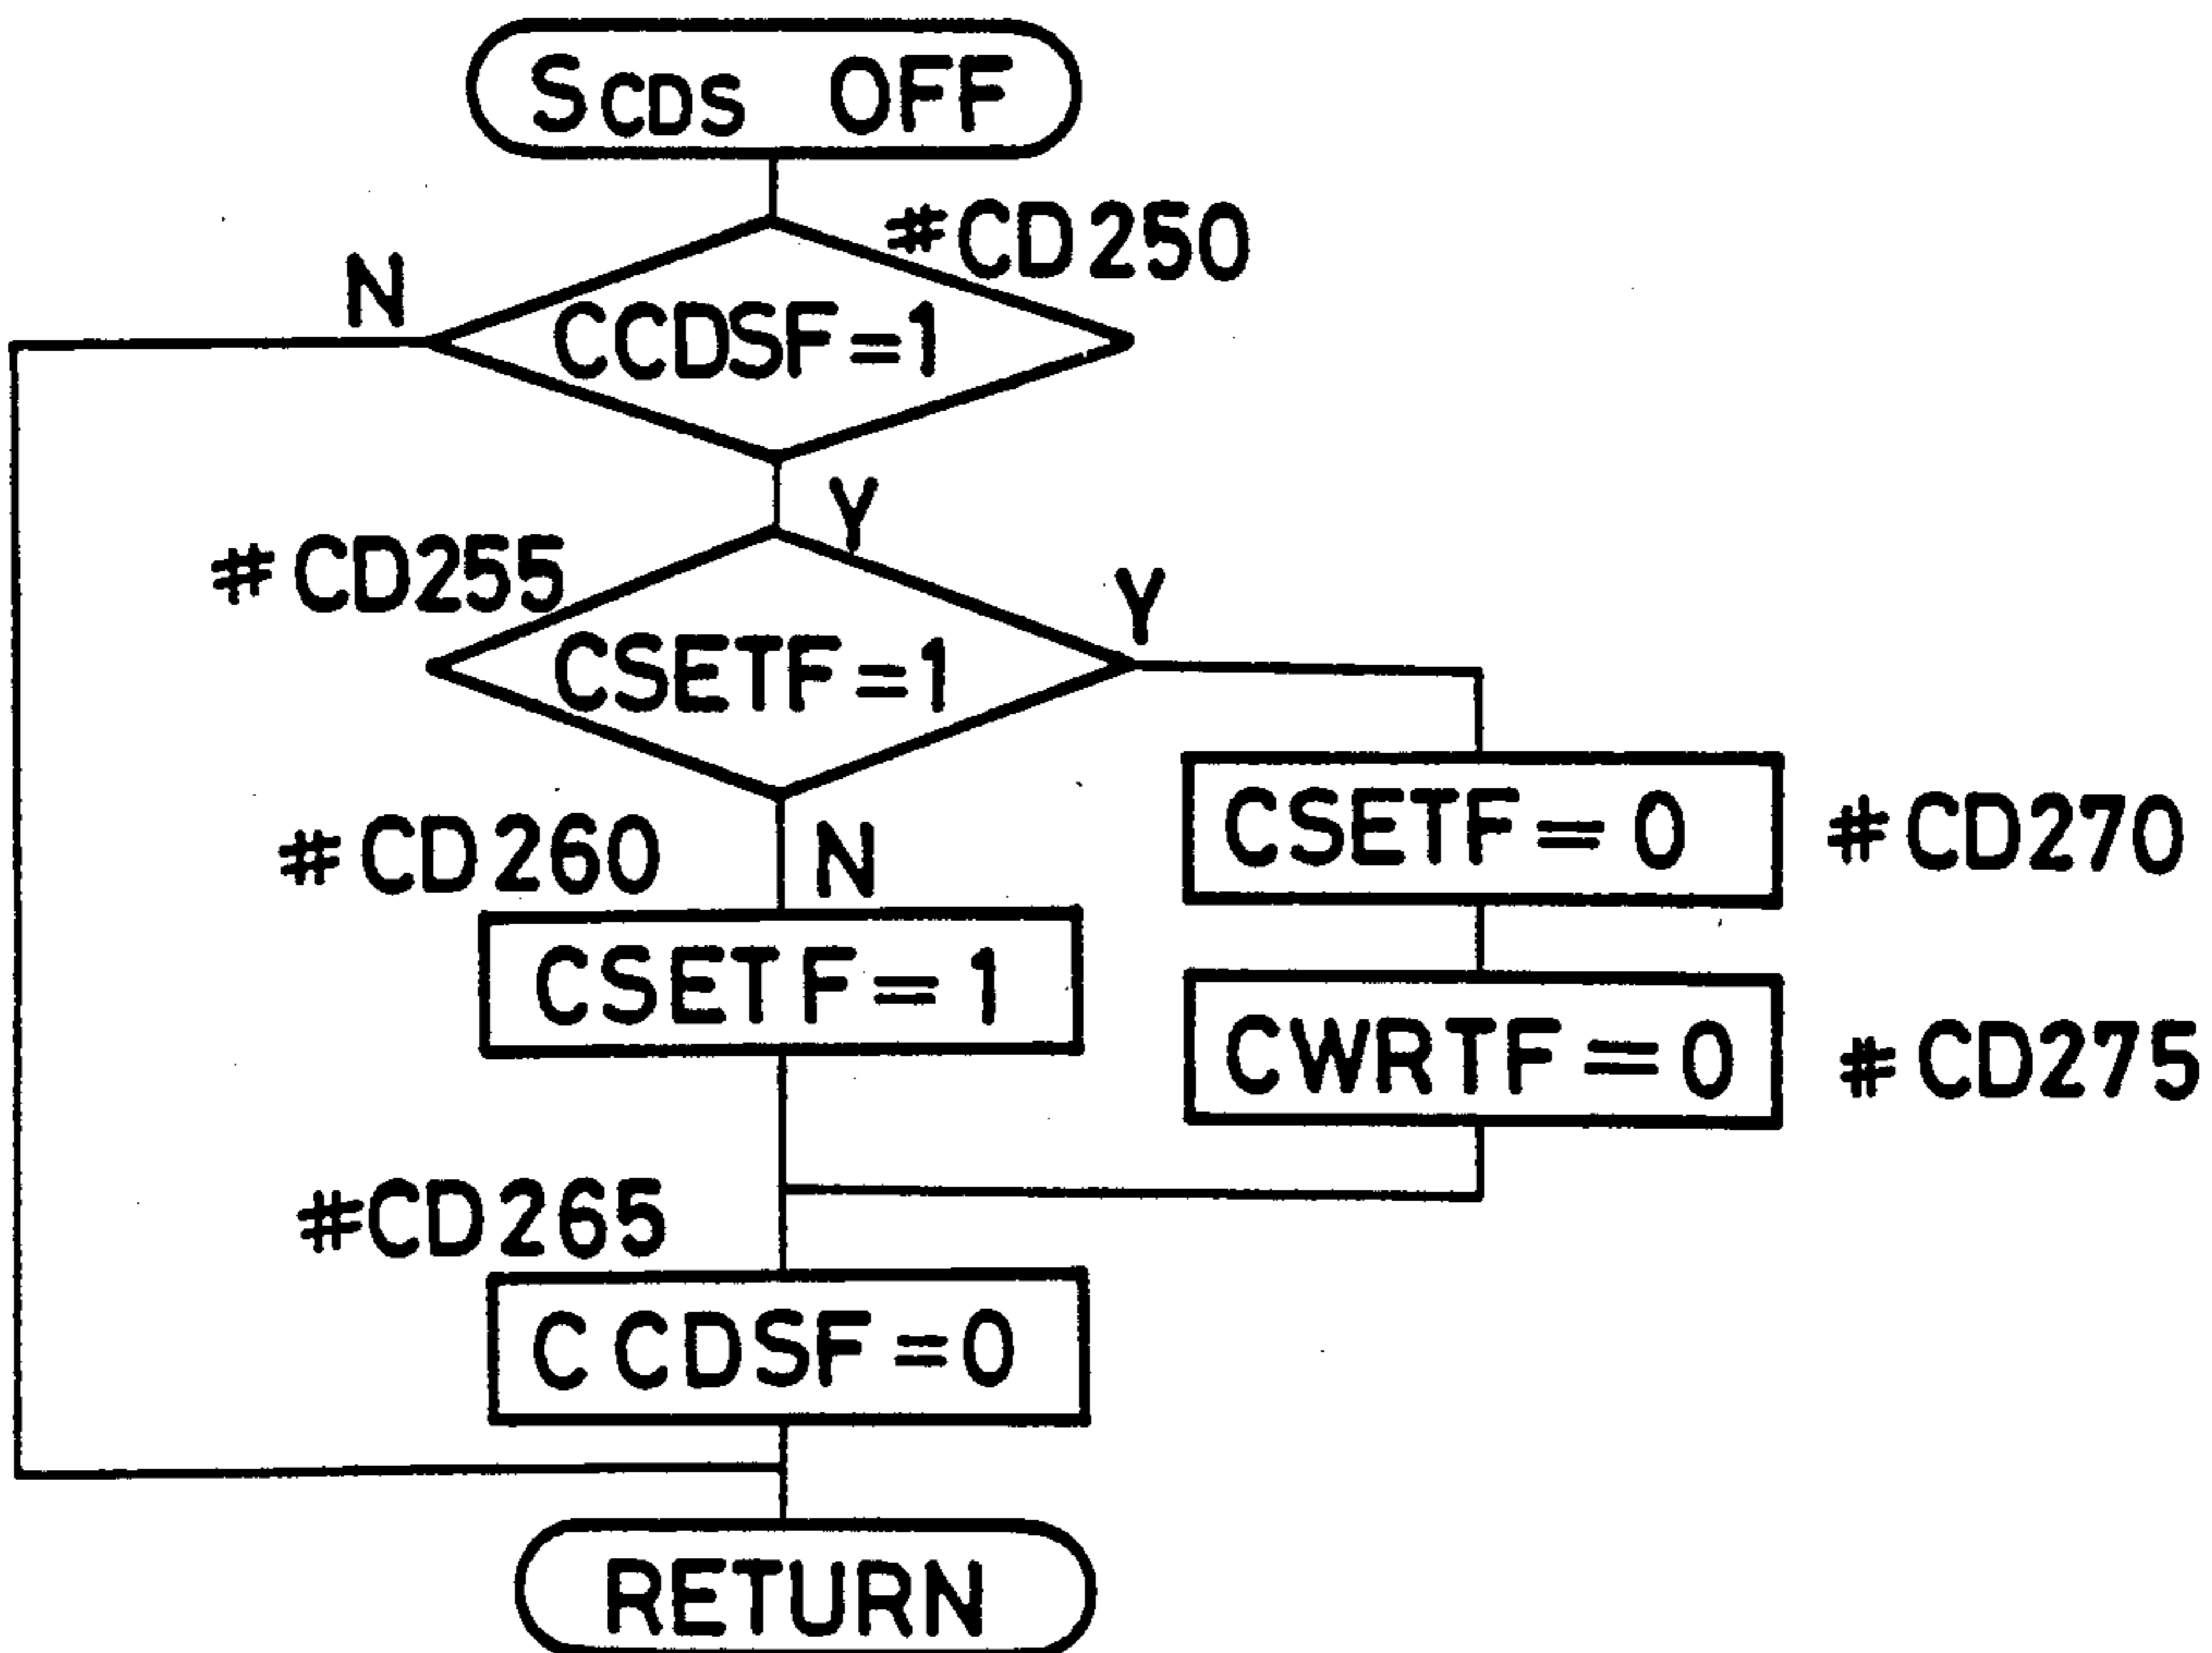 SCDS OFF
#CD250
N
CCDSF=1
Y
#CD255
Y
CSETF=1
CSETF=0
#CD270
#CD260
N
CSETF=1
CWRTF=0
#CD275
#CD265
CCDSF=0
RETURN